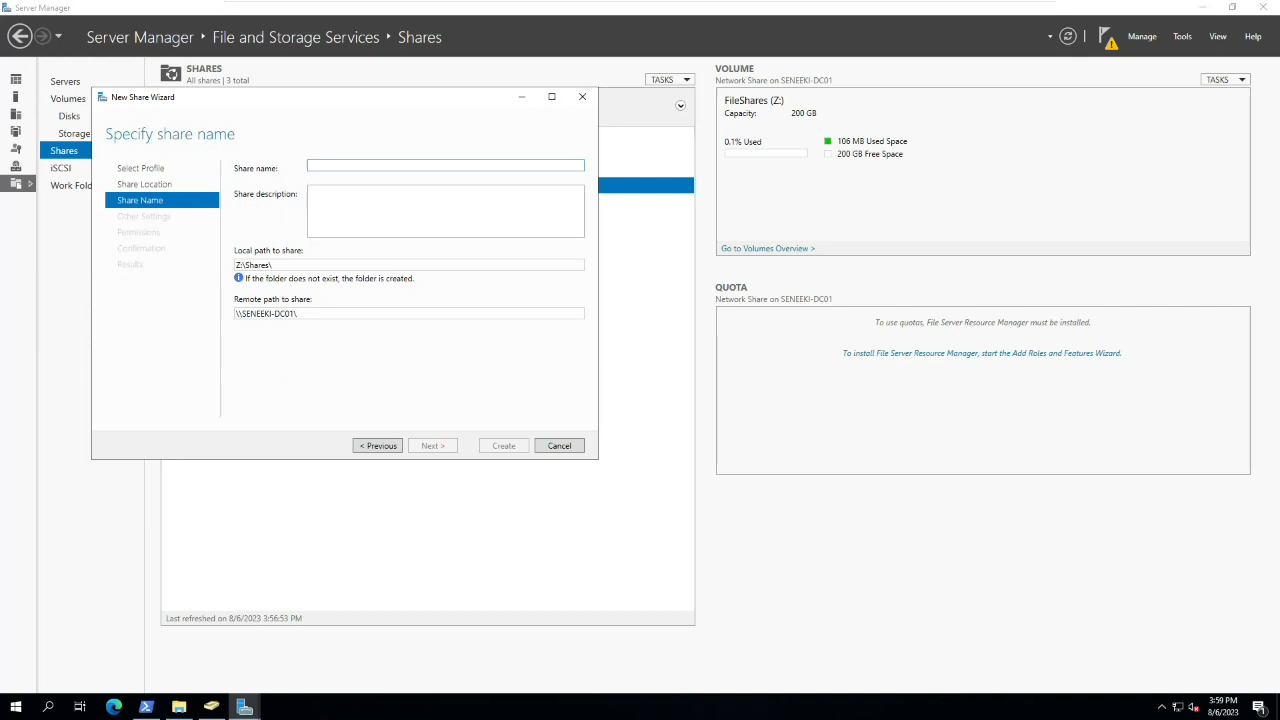 Server Manager
Server Manager ‣ File and Storage Services ‣ Shares
Manage Tools View Help
Servers
Volumes
Disks
Storage
Shares
iSCSI
Work Fold
SHARES
All shares | 3 total
TASKS
New Share Wizard
Specify share name
Select Profile
Share Location
Share Name
Other Settings
Permissions
Confirmation
Results
Share name:
Share description:
Local path to share:
Z:\Shares\
If the folder does not exist, the folder is created.
Remote path to share:
\\SENEEKI-DC01\
< Previous
Next >
Create
Cancel
Last refreshed on 8/6/2023 3:56:53 PM
VOLUME
Network Share on SENEEKI-DC01
TASKS
FileShares (Z:)
Capacity: 200 GB
0.1% Used
106 MB Used Space
200 GB Free Space
Go to Volumes Overview >
QUOTA
Network Share on SENEEKI-DC01
To use quotas, File Server Resource Manager must be installed.
To install File Server Resource Manager, start the Add Roles and Features Wizard.
3:59 PM
8/6/2023
1